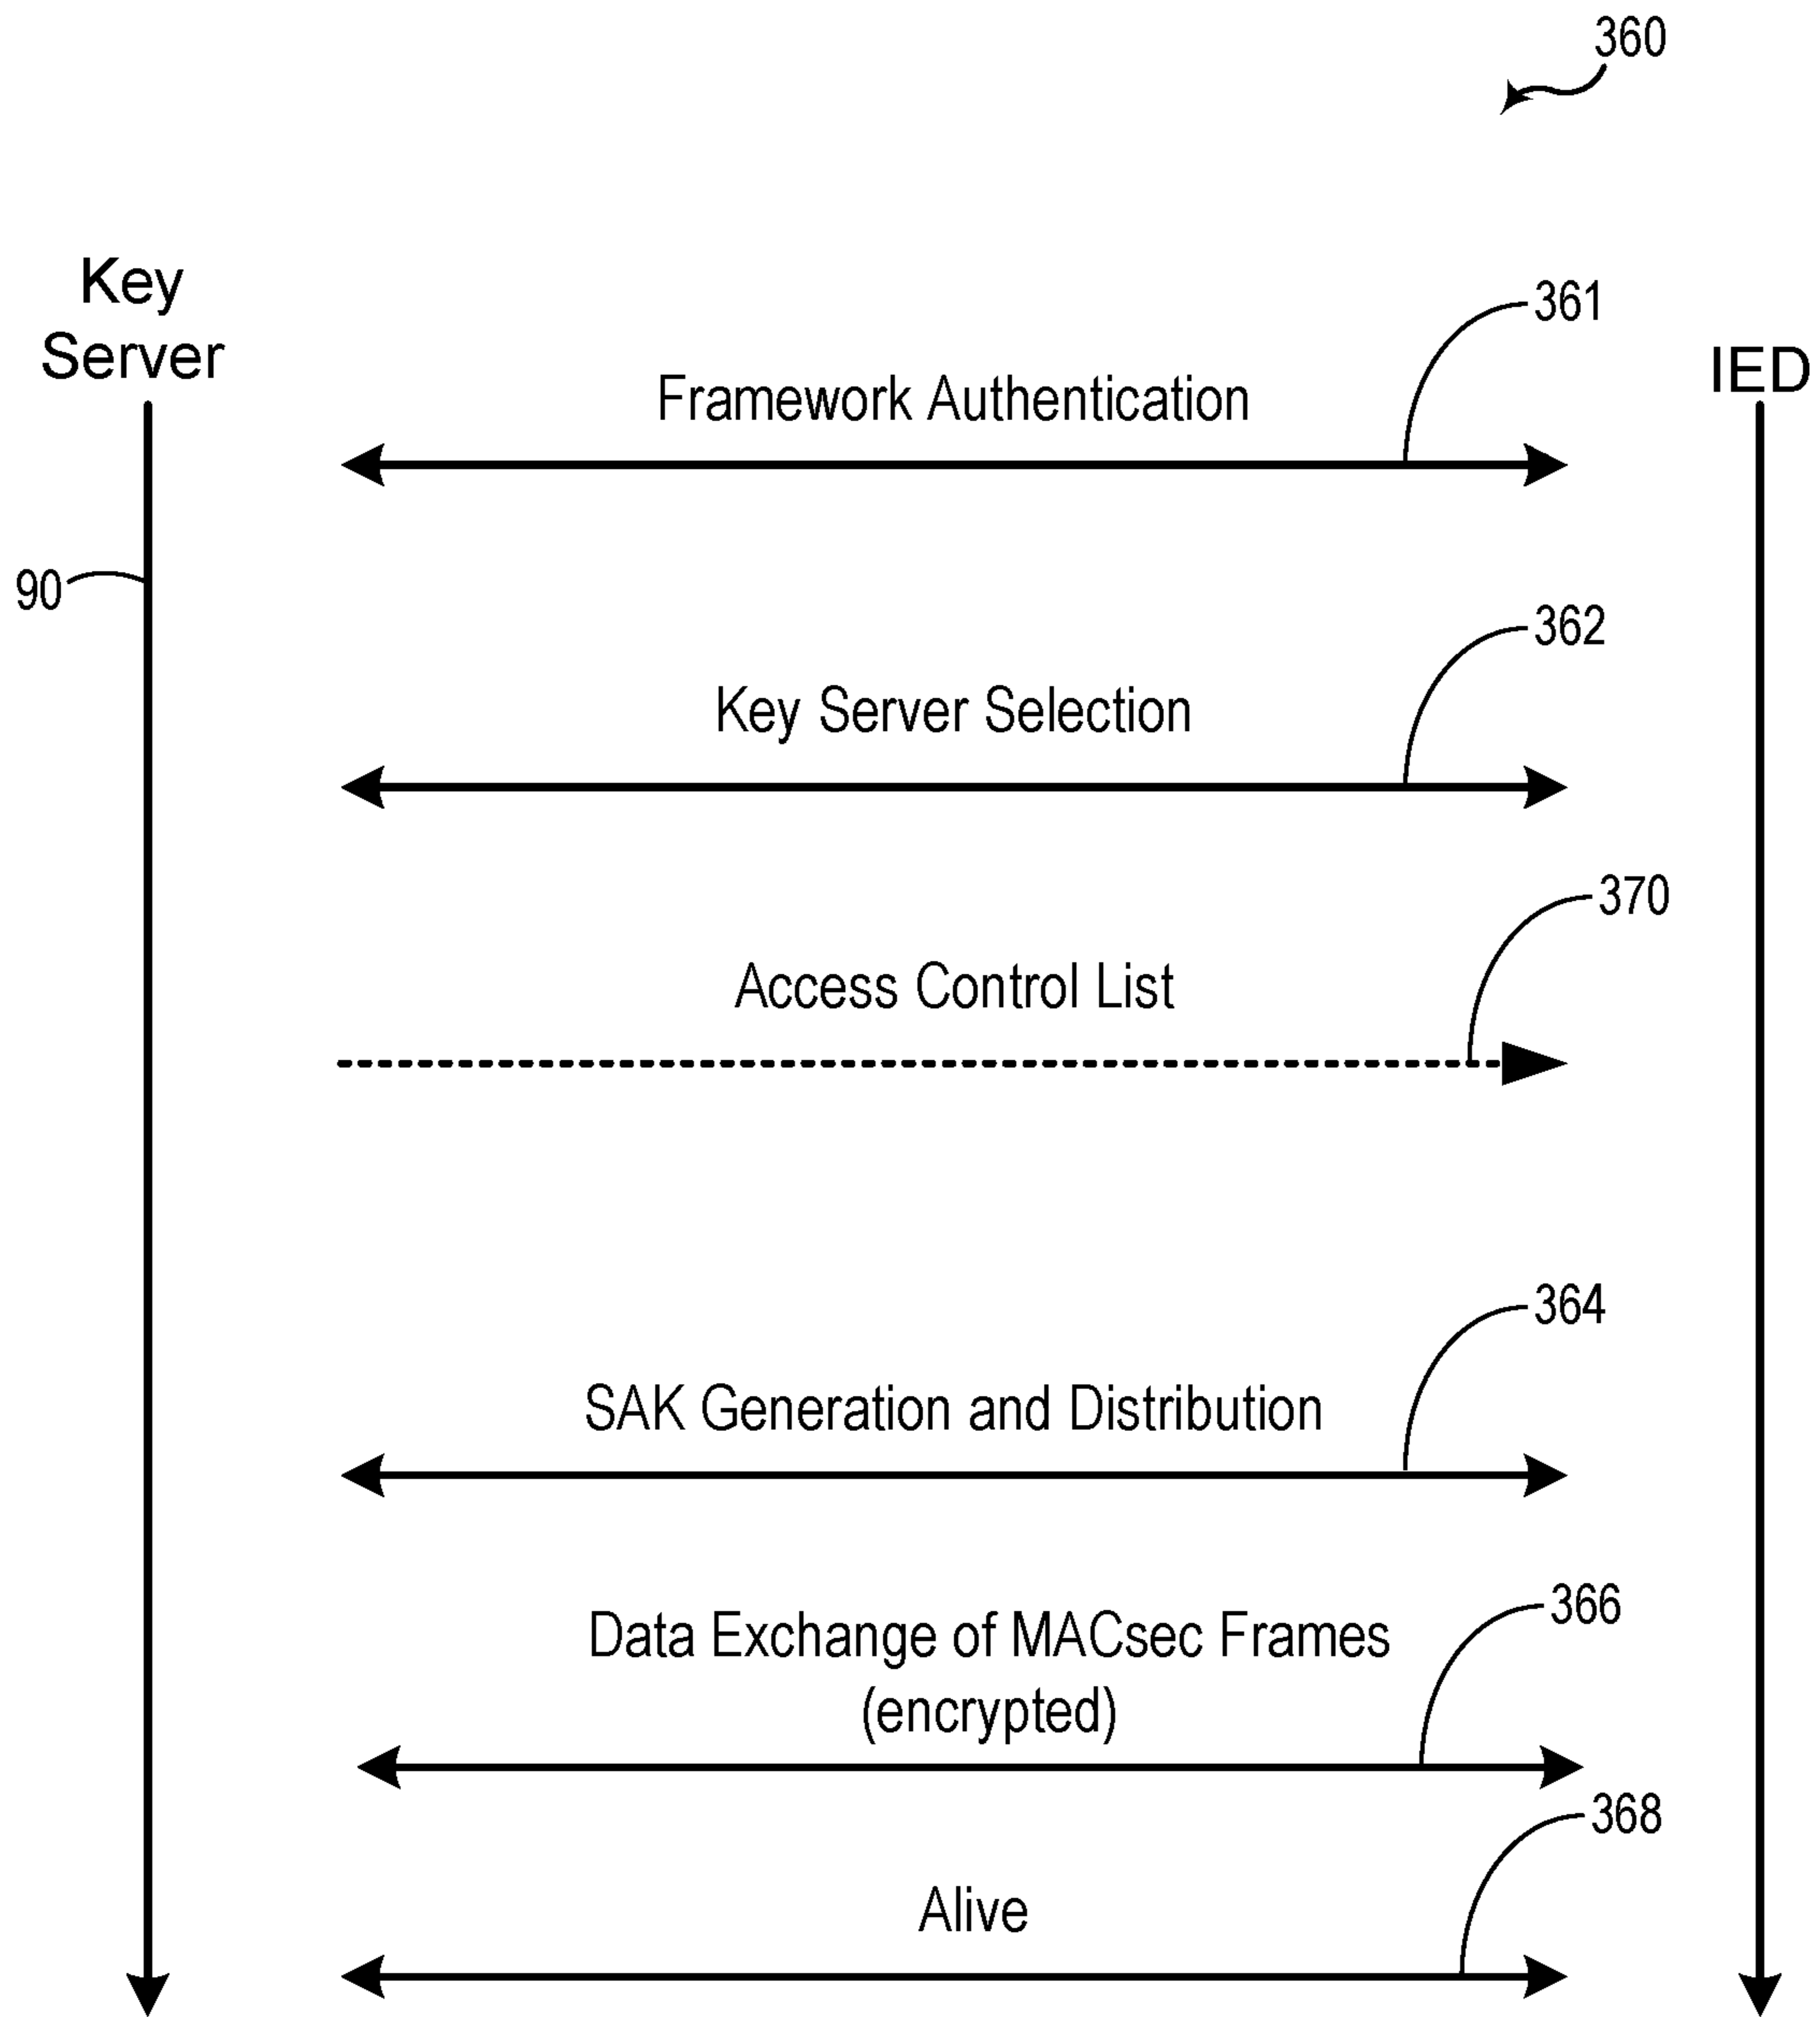 360
Key
Server
361
IED
Framework Authentication
90
362
Key Server Selection
370
Access Control List
364
SAK Generation and Distribution
366
Data Exchange of MACsec Frames
(encrypted)
368
Alive